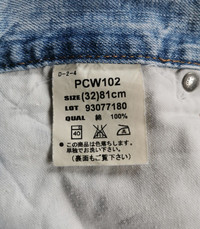 D-2-4
PCW102
SIZE (32)81cm
LOT 93077180
QUAL 綿 100%
40
●この商品は色落ちします。
単独でお洗い下さい。
(裏面もご覧下さい)